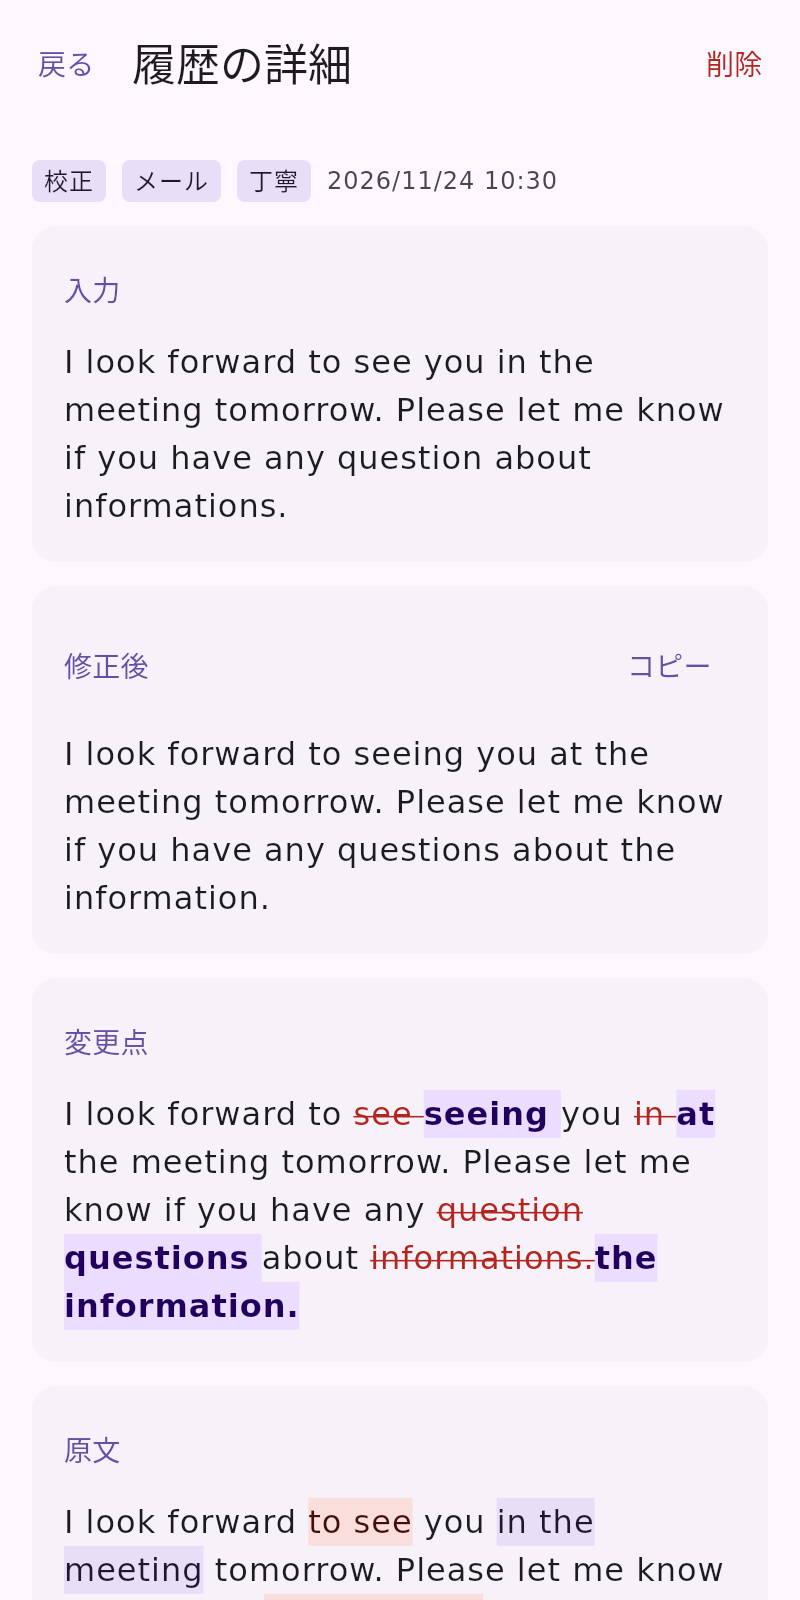 戻る 履歴の詳細 削除
校正 メール 丁寧 2026/11/24 10:30
入力
I look forward to see you in the
meeting tomorrow. Please let me know
if you have any question about
informations.
修正後 コピー
I look forward to seeing you at the
meeting tomorrow. Please let me know
if you have any questions about the
information.
変更点
I look forward to see seeing you in at
the meeting tomorrow. Please let me
know if you have any question
questions about informations.the
information.
原文
I look forward to see you in the
meeting tomorrow. Please let me know